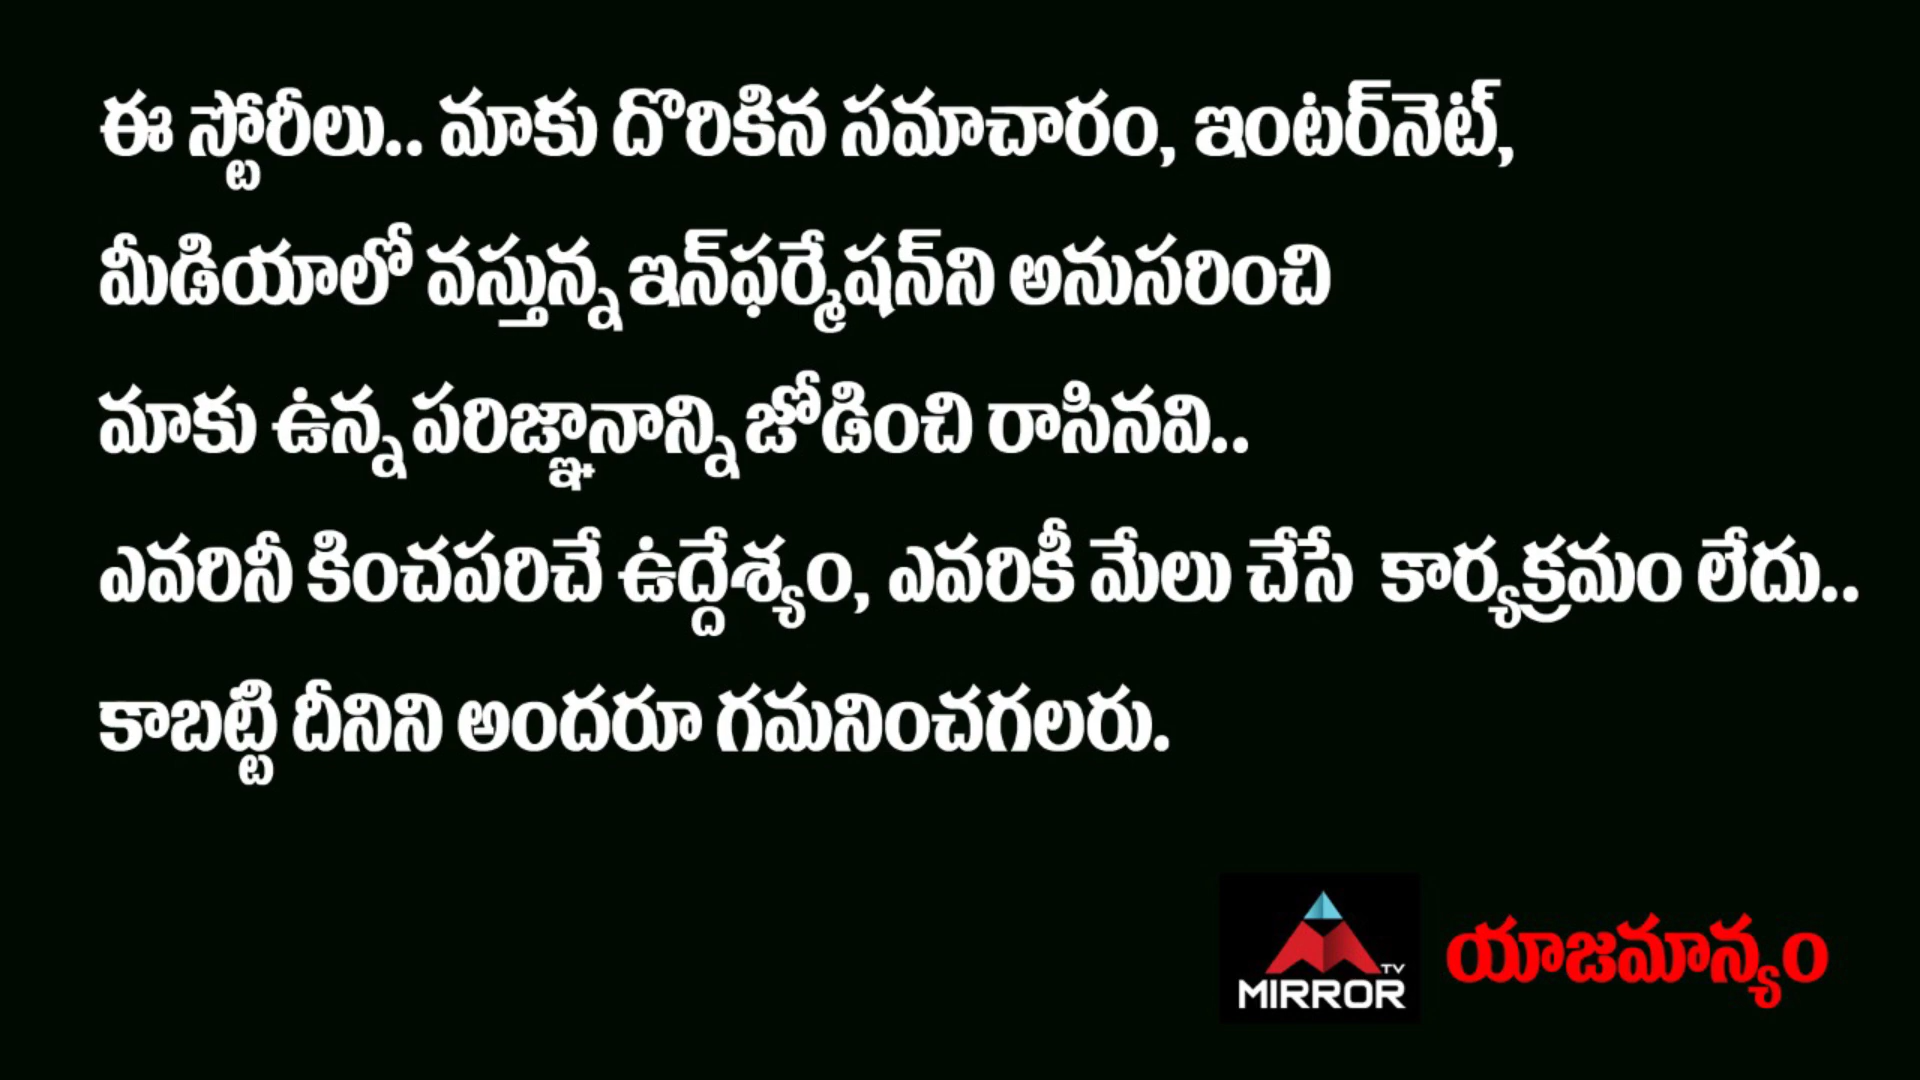 ఈ స్టోరీలు.. మాకు దొరికిన సమాచారం, ఇంటర్‌నెట్,
మీడియాలో వస్తున్న ఇన్‌ఫర్మేషన్‌ని అనుసరించి
మాకు ఉన్న పరిజ్ఞానాన్ని జోడించి రాసినవి..
ఎవరినీ కించపరిచే ఉద్దేశ్యం, ఎవరికీ మేలు చేసే కార్యక్రమం లేదు..
కాబట్టి దీనిని అందరూ గమనించగలరు.
TV
MIRROR
యాజమాన్యం